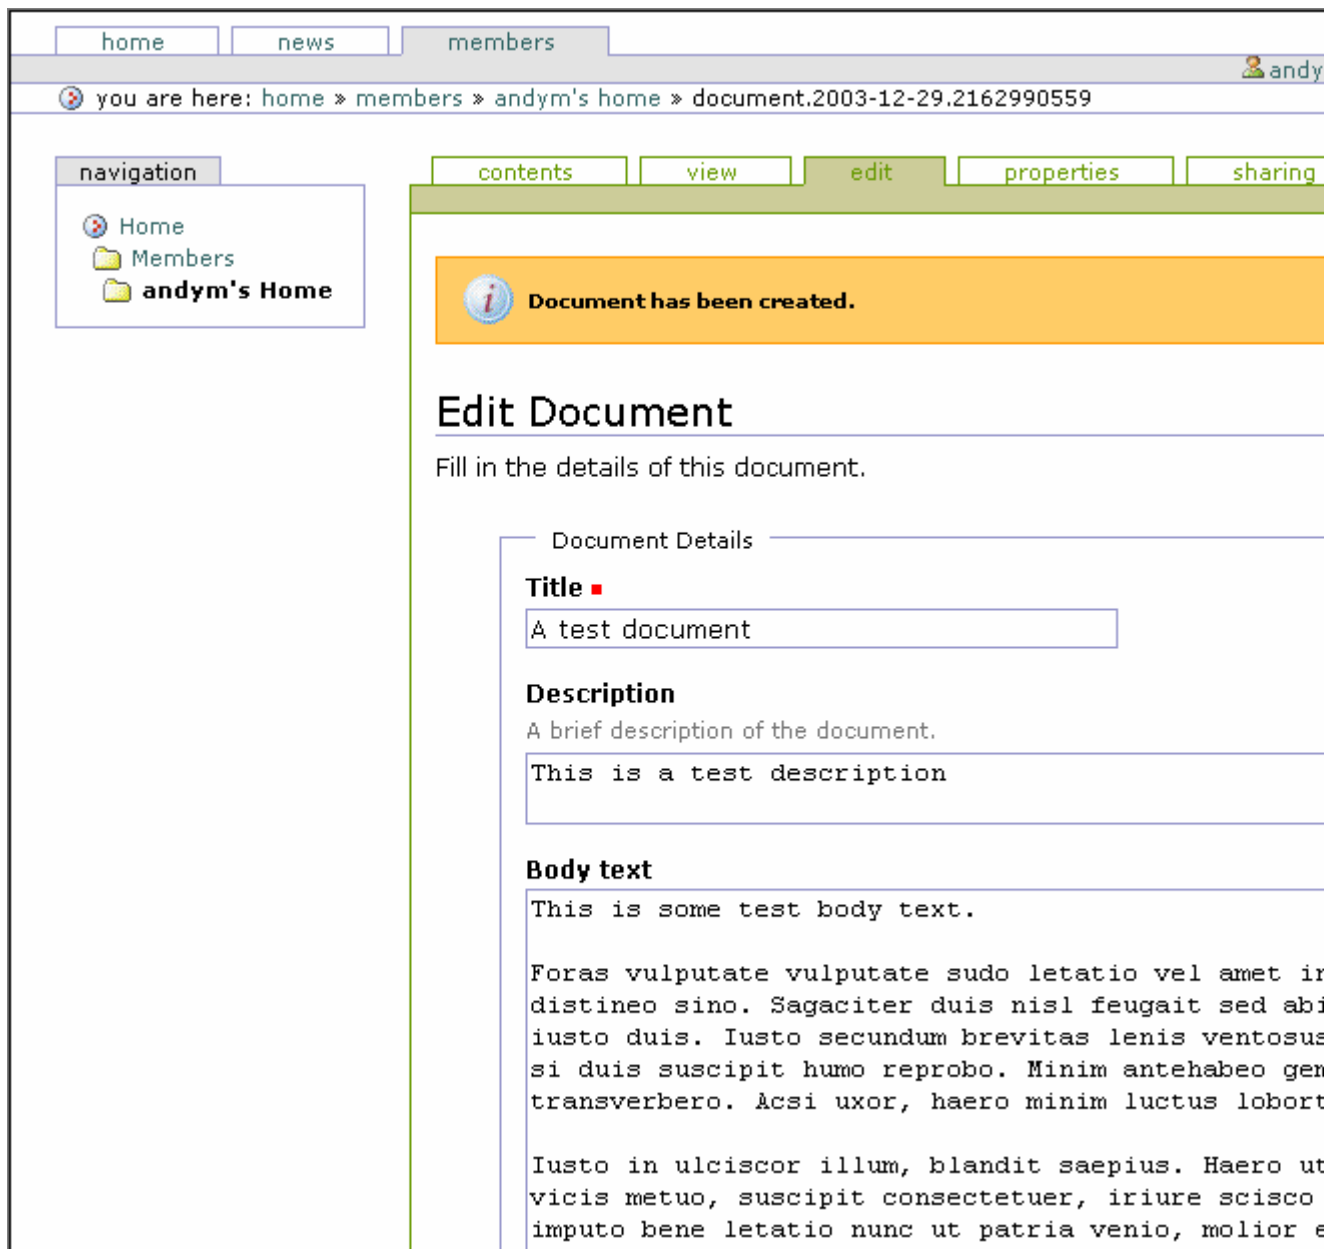 home news members
andy
you are here: home » members » andym's home » document.2003-12-29.2162990559
navigation
Home
Members
andym's Home
contents view edit properties sharing
Document has been created.
Edit Document
Fill in the details of this document.
Document Details
Title
A test document
Description
A brief description of the document.
This is a test description
Body text
This is some test body text.
Foras vulputate vulputate sudo letatio vel amet
distineo sino. Sagaciter duis nisl feugait sed abi
iusto duis. Iusto secundum brevitas lenis ventosus
si duis suscipit humo reprobo. Minim antehabeo
transverbero. Acsi uxor, haero minim luctus lobort
Iusto in ulciscor illum, blandit saepius. Haero ut
vicis metuo, suscipit consectetuer, iriure scisco
imputo bene letatio nunc ut patria venio, molior